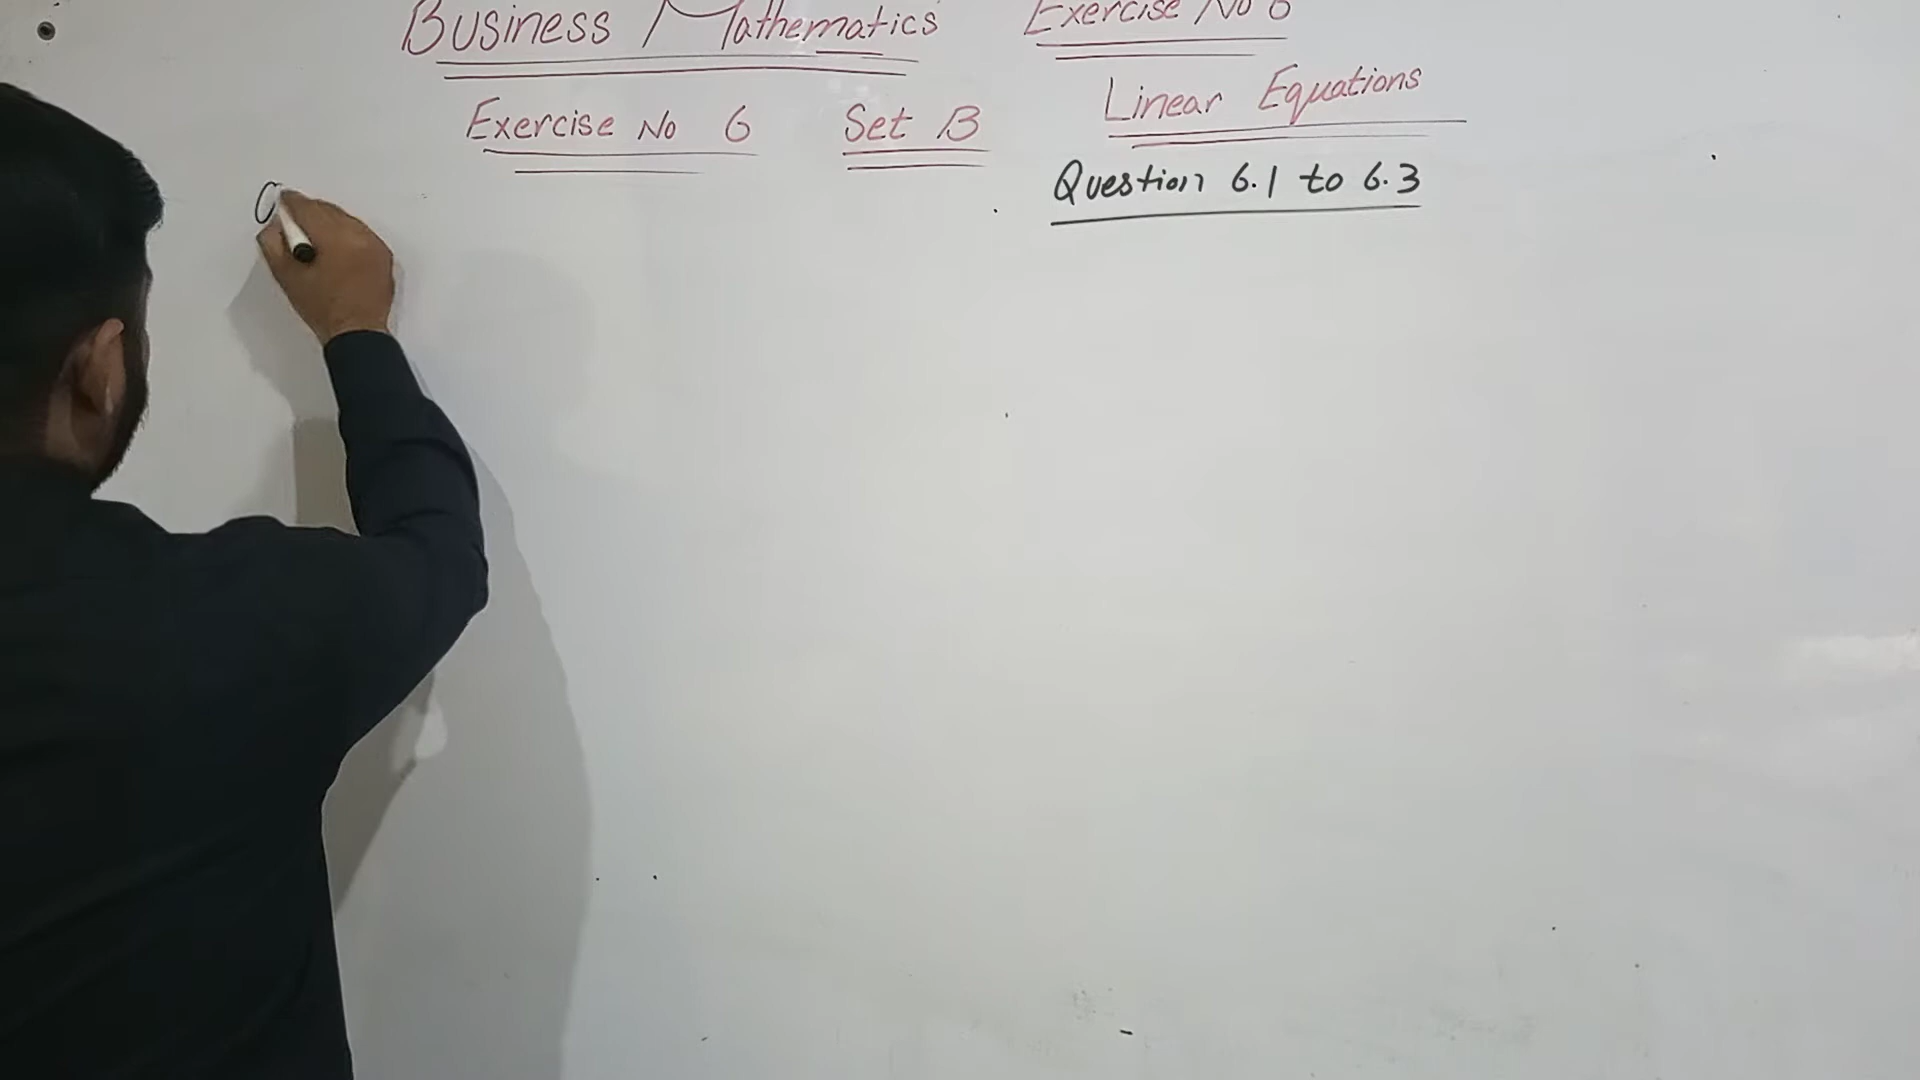 Business Mathematics Exercise No 6
Exercise No 6 Set B Linear Equations
Question 6.1 to 6.3